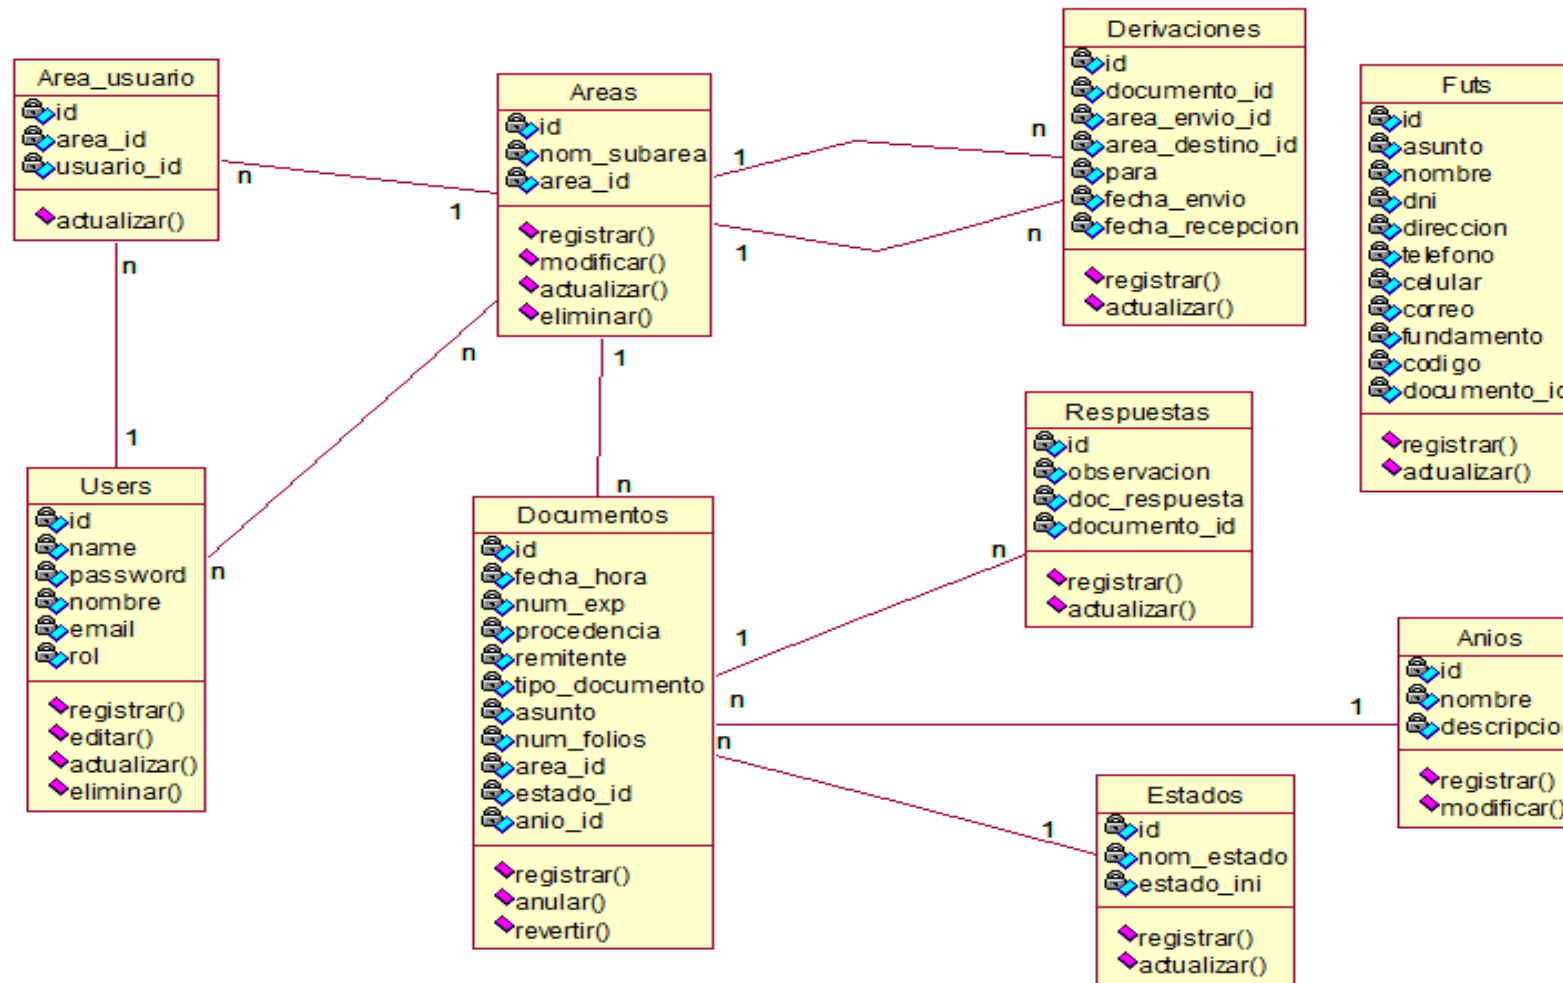 Area_usuario
id
area_id
usuario_id
actualizar()
n
1
n
1
Areas
id
nom_subarea
area_id
registrar()
modificar()
actualizar()
eliminar()
1
n
1
n
Derivaciones
id
documento_id
area_envio_id
area_destino_id
para
fecha_envio
fecha_recepcion
registrar()
actualizar()
Futs
id
asunto
nombre
dni
direccion
telefono
celular
correo
fundamento
codigo
documento_id
registrar()
actualizar()
Users
id
name
password
nombre
email
rol
registrar()
editar()
actualizar()
eliminar()
n
n
1
n
Documentos
id
fecha_hora
num_exp
procedencia
remitente
tipo_documento
asunto
num_folios
area_id
estado_id
anio_id
registrar()
anular()
revertir()
Respuestas
id
observacion
doc_respuesta
documento_id
registrar()
actualizar()
n
1
n
1
n
1
Anios
id
nombre
descripcion
registrar()
modificar()
Estados
id
nom_estado
estado_ini
registrar()
actualizar()